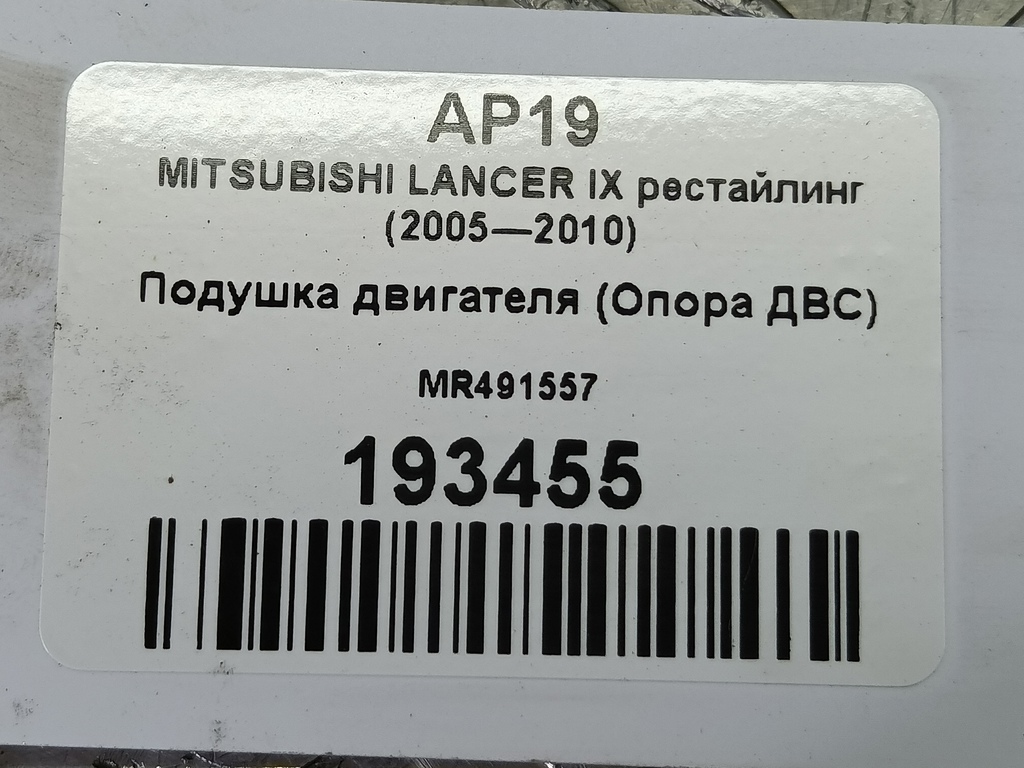 AP19
MITSUBISHI LANCER IX рестайлинг
(2005—2010)
Подушка двигателя (Опора ДВС)
MR491557
193455